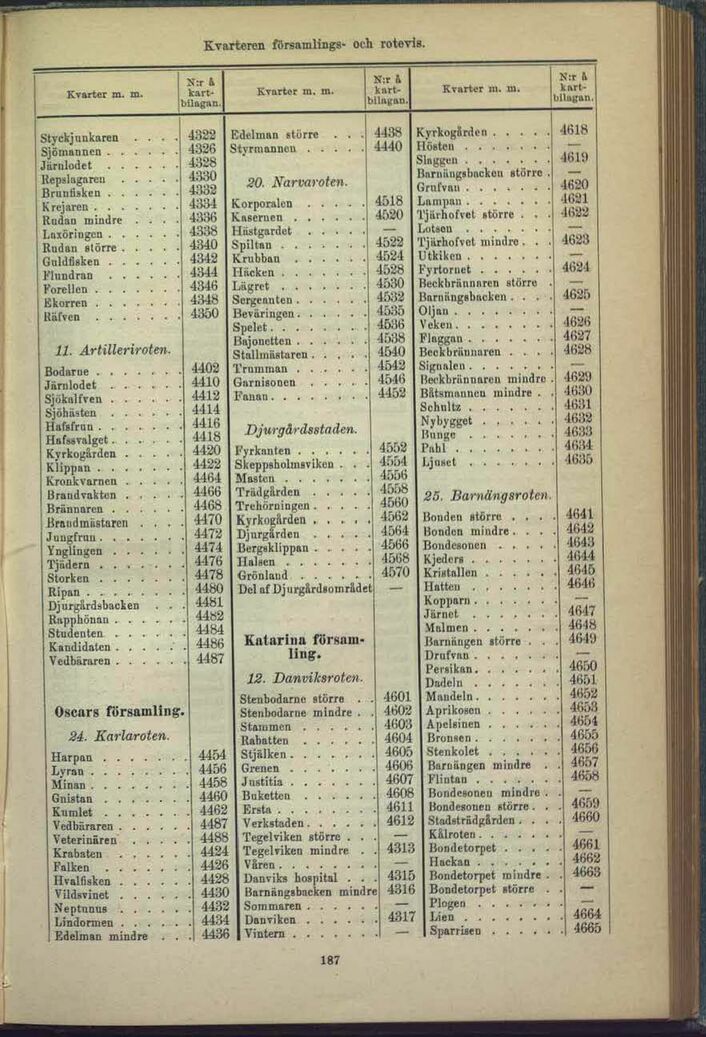 Kvarteren församlings- och rotevis.
Kvarter m. m.
N:r å
kart-
bilagan.
Styckjunkaren . . . . 4322
Sjömannen . . . . . . 4326
Järnlodet . . . . . . 4328
Repslagaren . . . . . 4330
Brunfisken . . . . . . 4332
Krejaren . . . . . . . 4334
Rudan mindre . . . . 4336
Laxöringen . . . . . . 4338
Rudan större . . . . . 4340
Guldfisken . . . . . . 4342
Flundran . . . . . . 4344
Forellen . . . . . . . 4346
Ekorren . . . . . . . 4348
Räfven . . . . . . . 4350
11. Artilleriroten.
Bodarne . . . . . . . 4402
Järnlodet . . . . . . 4410
Sjökalfven . . . . . . 4412
Sjöhästen . . . . . . 4414
Hafsfrun . . . . . . . 4416
Hafssvalget . . . . . . 4418
Kyrkogården . . . . . 4420
Klippan . . . . . . . 4422
Kronkvarnen . . . . . 4464
Brandvakten . . . . . 4466
Brännaren . . . . . . 4468
Brandmästaren . . . . 4470
Jungfrun . . . . . . . 4472
Ynglingen . . . . . . 4474
Tjädern . . . . . . . 4476
Storken . . . . . . . 4478
Ripan . . . . . . . . 4480
Djurgårdsbacken . . . 4481
Rapphönan . . . . . . 4482
Studenten . . . . . . 4484
Kandidaten . . . . . . 4486
Vedbäraren . . . . . . 4487
Oscars församling.
24. Karlaroten.
Harpan . . . . . . . 4454
Lyran . . . . . . . . 4456
Minan . . . . . . . . 4458
Gnistan . . . . . . . 4460
Kumlet . . . . . . . 4462
Vedbäraren . . . . . . 4487
Veterinären . . . . . 4488
Krabaten . . . . . . 4424
Falken . . . . . . . 4426
Hvalfisken . . . . . . 4428
Vildsvinet . . . . . . 4430
Neptunus . . . . . . 4432
Lindormen . . . . . . 4434
Edelman mindre . . . 4436
Kvarter m. m.
N:r å
kart-
bilagan.
Edelman större . . . 4438
Styrmannen . . . . . 4440
20. Narvaroten.
Korporalen . . . . . 4518
Kasernen . . . . . . 4520
Hästgardet . . . . . —
Spiltan . . . . . . . 4522
Krubban . . . . . . 4524
Häcken . . . . . . . 4528
Lägret . . . . . . . 4530
Sergeanten . . . . . . 4532
Beväringen . . . . . . 4535
Spelet . . . . . . . . 4536
Bajonetten . . . . . . 4538
Stallmästaren . . . . . 4540
Trumman . . . . . . 4542
Garnisonen . . . . . 4546
Fanan . . . . . . . . 4452
Djurgårdsstaden.
Fyrkanten . . . . . . 4552
Skeppsholmsviken . . . 4554
Masten . . . . . . . 4556
Trädgården . . . . . 4558
Trehörningen . . . . . 4560
Kyrkogården . . . . . 4562
Djurgården . . . . . 4564
Bergsklippan . . . . . 4566
Halsen . . . . . . . 4568
Grönland . . . . . . 4570
Del af Djurgårdsområdet —
Katarina försam-
ling.
12. Danviksroten.
Stenbodarne större . . 4601
Stenbodarne mindre . . 4602
Stammen . . . . . . 4603
Rabatten . . . . . . 4604
Stjälken . . . . . . . 4605
Grenen . . . . . . . 4606
Justitia . . . . . . . 4607
Buketten . . . . . . 4608
Ersta . . . . . . . . 4611
Verkstaden . . . . . . 4612
Tegelviken större . . . —
Tegelviken mindre . . 4313
Våren . . . . . . . . —
Danviks hospital . . . 4315
Barnängsbacken mindre 4316
Sommaren . . . . . . —
Danviken . . . . . . 4317
Vintern . . . . . . . —
Kvarter m. m.
N:r å
kart-
bilagan.
Kyrkogården . . . . . 4618
Hösten . . . . . . . —
Slaggen . . . . . . . 4619
Barnängsbacken större .
Grufvan . . . . . . . 4620
Lampan . . . . . . . 4621
Tjärhofvet större . . . 4622
Lotsen . . . . . . . —
Tjärhofvet mindre . . . 4623
Utkiken . . . . . . . —
Fyrtornet . . . . . . 4624
Beckbrännaren större . —
Barnängsbacken . . . . 4625
Oljan . . . . . . . . —
Veken . . . . . . . . 4626
Flaggan . . . . . . . 4627
Beckbrännaren . . . . 4628
Signalen . . . . . . . —
Beckbrännaren mindre . 4629
Båtsmannen mindre . . 4630
Schultz . . . . . . . 4631
Nybygget . . . . . . 4632
Bunge . . . . . . . 4633
Pahl . . . . . . . . 4634
Ljuset . . . . . . . 4635
25. Barnängsroten.
Bonden större . . . . 4641
Bonden mindre . . . . 4642
Bondesonen . . . . . 4643
Kjeders . . . . . . . 4644
Kristallen . . . . . . 4645
Hatten . . . . . . . 4646
Kopparn . . . . . . . —
Järnet . . . . . . . 4647
Malmen . . . . . . . 4648
Barnängen större . . . 4649
Drufvan . . . . . . . —
Persikan . . . . . . . 4650
Dadeln . . . . . . . 4651
Mandeln . . . . . . . 4652
Aprikosen . . . . . . 4653
Apelsinen . . . . . . 4654
Bronsen . . . . . . . 4655
Stenkolet . . . . . . 4656
Barnängen mindre . . 4657
Flintan . . . . . . . 4658
Bondesonen mindre . . —
Bondesonen större . . . 4659
Stadsträdgården . . . . 4660
Kålroten . . . . . . . —
Bondetorpet . . . . . 4661
Hackan . . . . . . . 4662
Bondetorpet mindre . . 4663
Bondetorpet större . . —
Plogen . . . . . . . —
Lien . . . . . . . . 4664
Sparrisen . . . . . . 4665
187